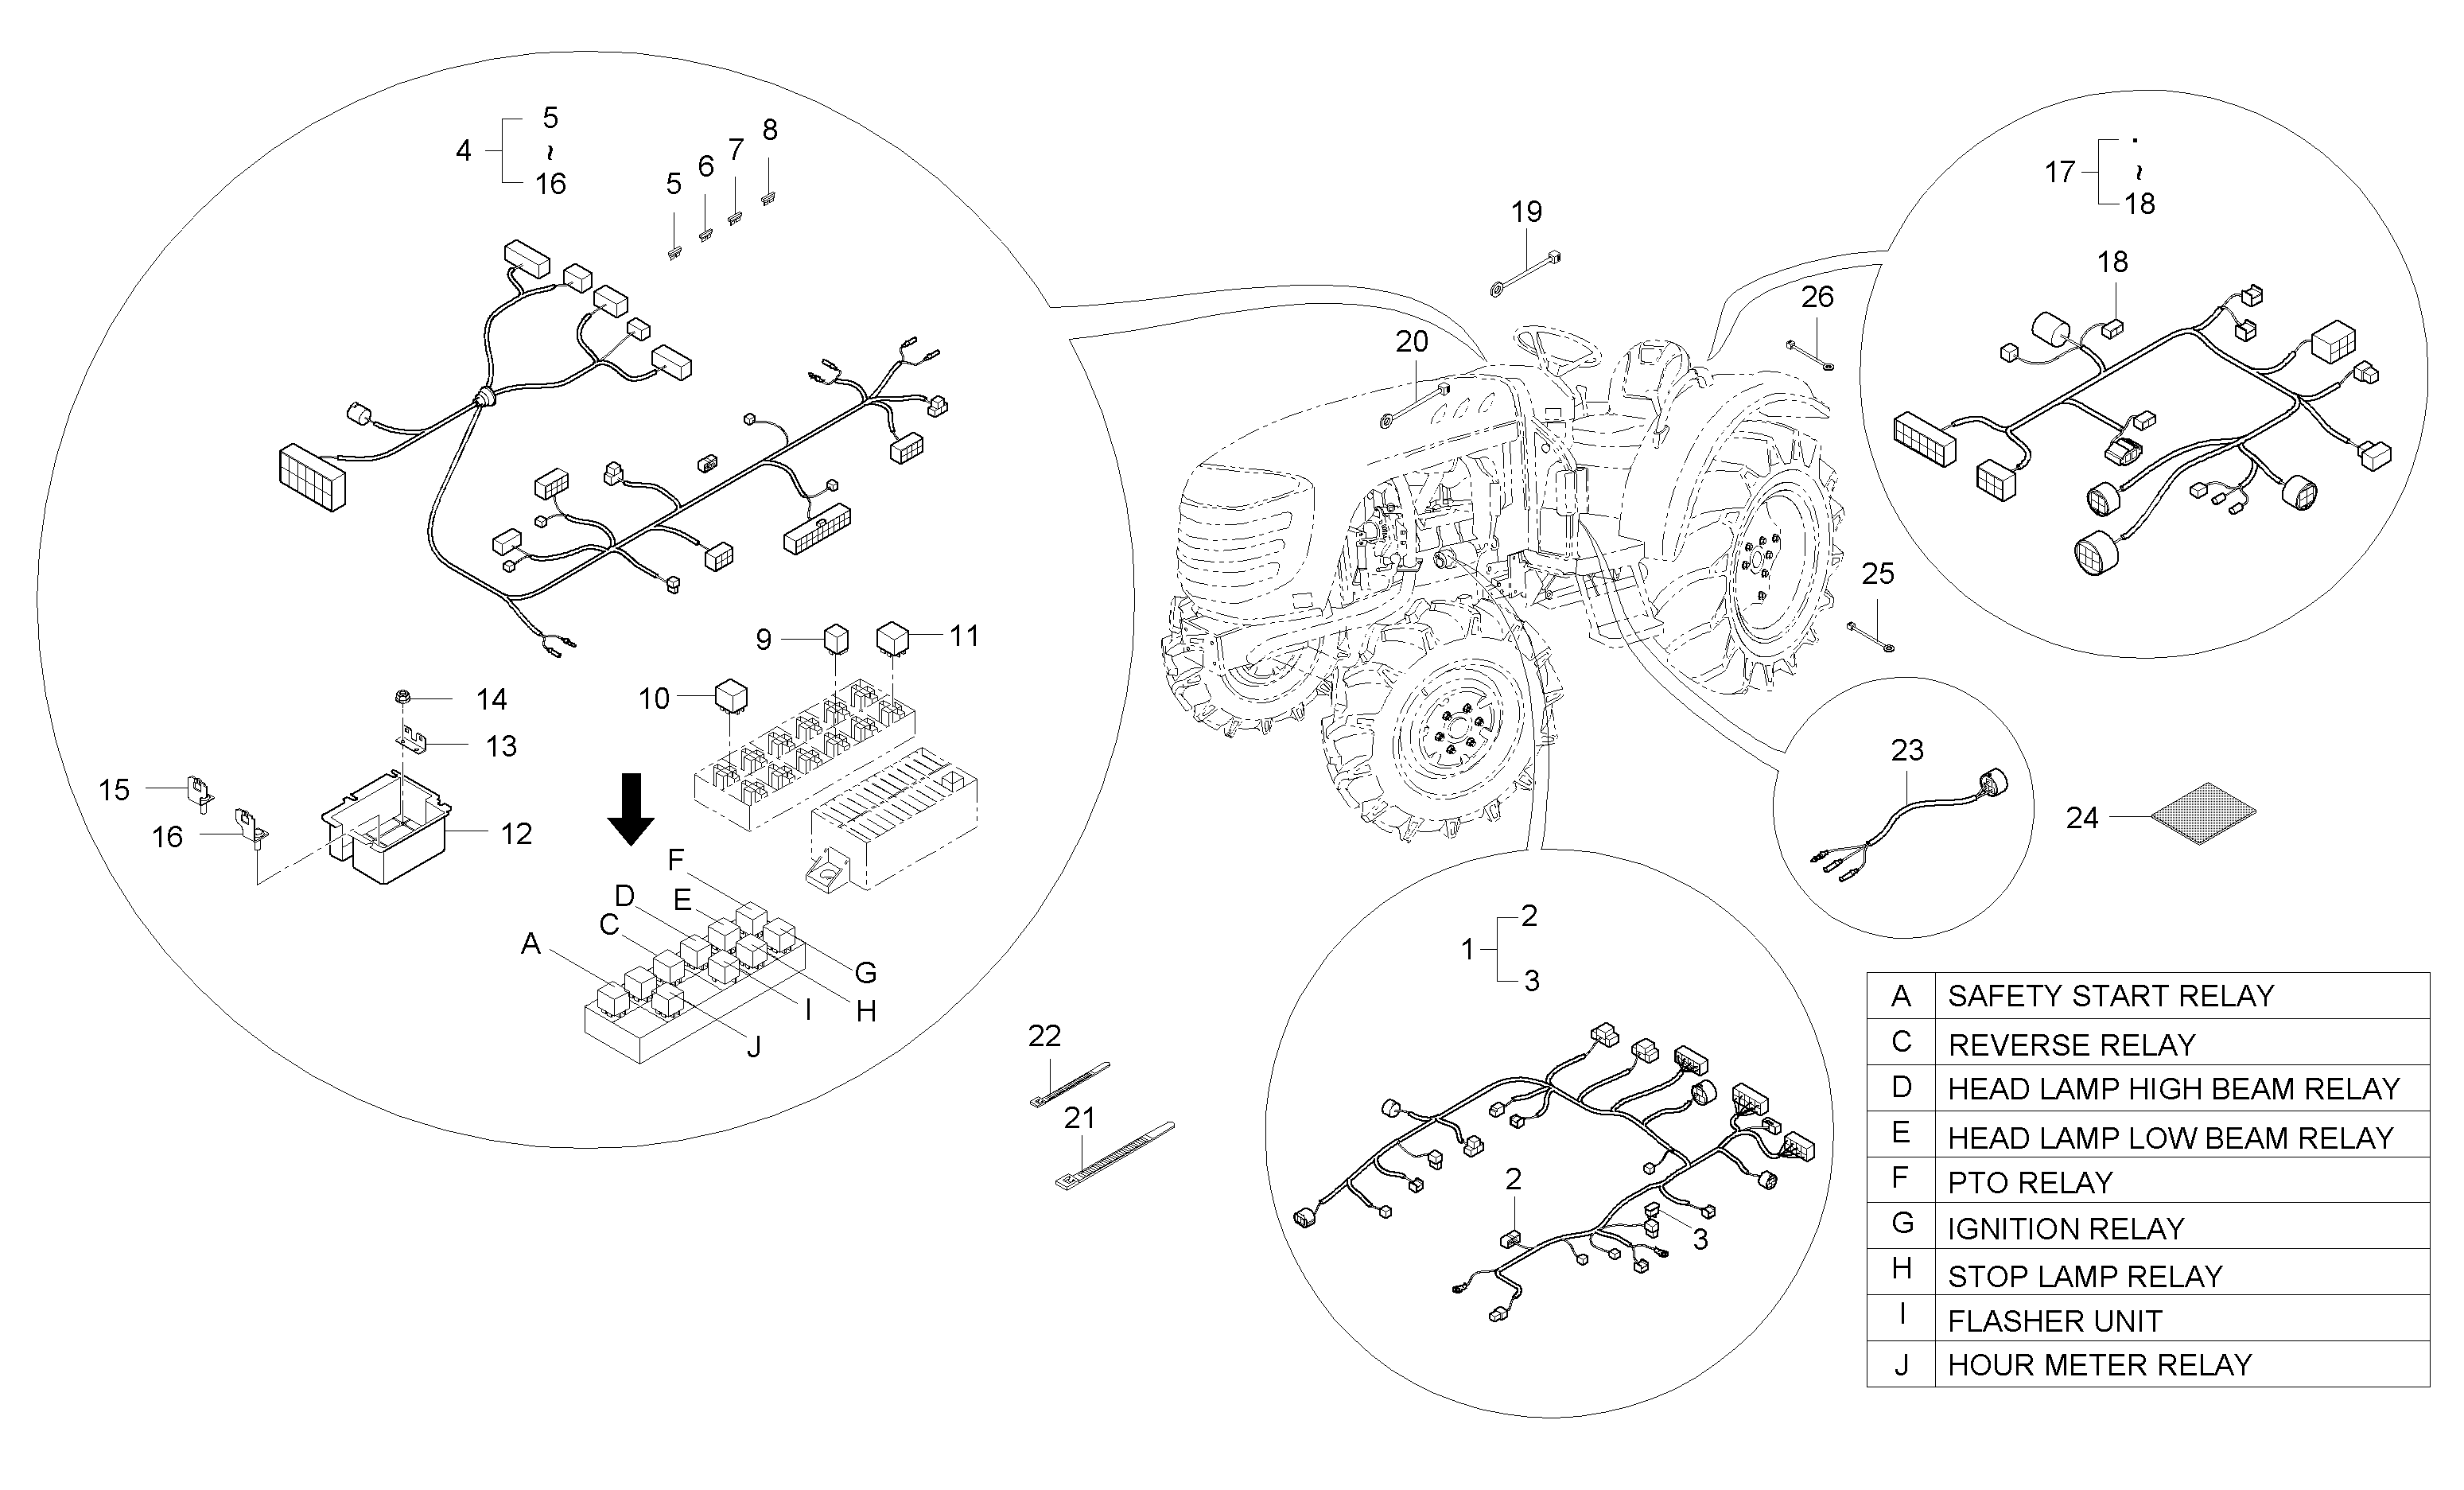 4
5
~
16
5
6
7
8
19
20
26
17
·
~
18
18
25
9
10
11
14
13
15
16
12
F
D
E
C
A
G
H
I
J
23
24
22
21
1
2
3
2
3
A SAFETY START RELAY
C REVERSE RELAY
D HEAD LAMP HIGH BEAM RELAY
E HEAD LAMP LOW BEAM RELAY
F PTO RELAY
G IGNITION RELAY
H STOP LAMP RELAY
I FLASHER UNIT
J HOUR METER RELAY